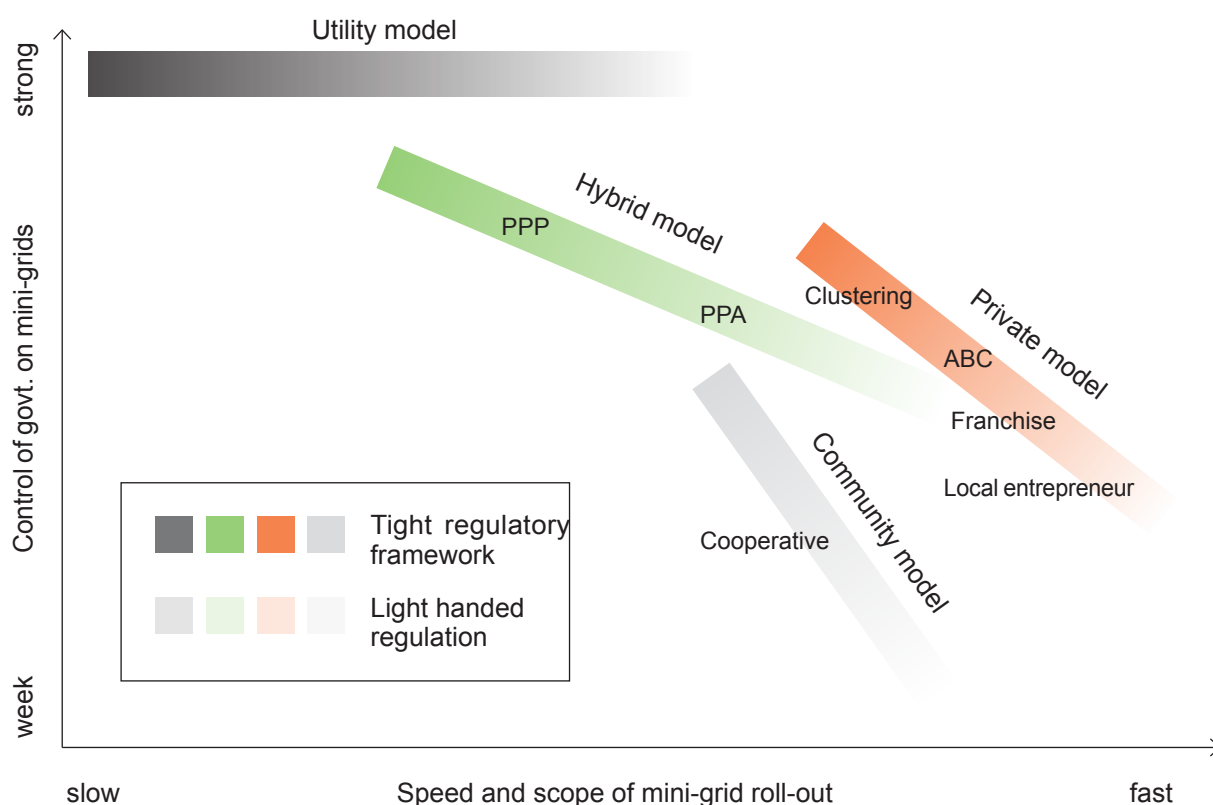 Utility model
strong
Hybrid model
PPP
PPA
Clustering
Private model
ABC
Franchise
Local entrepreneur
Community model
Cooperative
Control of govt. on mini-grids
Tight regulatory
framework
Light handed
regulation
week
slow
Speed and scope of mini-grid roll-out
fast